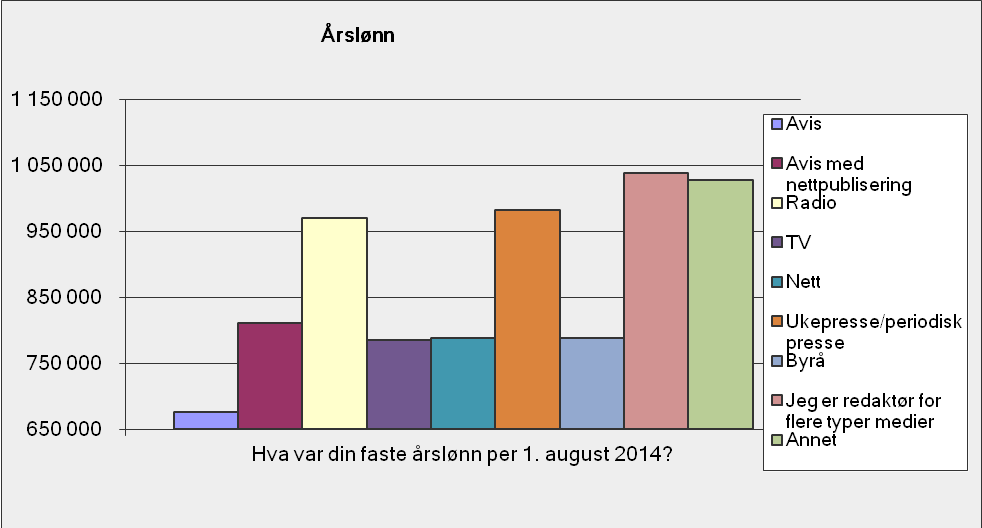 Årslønn
1 150 000
1 050 000
950 000
850 000
750 000
650 000
Hva var din faste årslønn per 1. august 2014?
Avis
Avis med
nettpublisering
Radio
TV
Nett
Ukepresse/periodisk
presse
Byrå
Jeg er redaktør for
flere typer medier
Annet